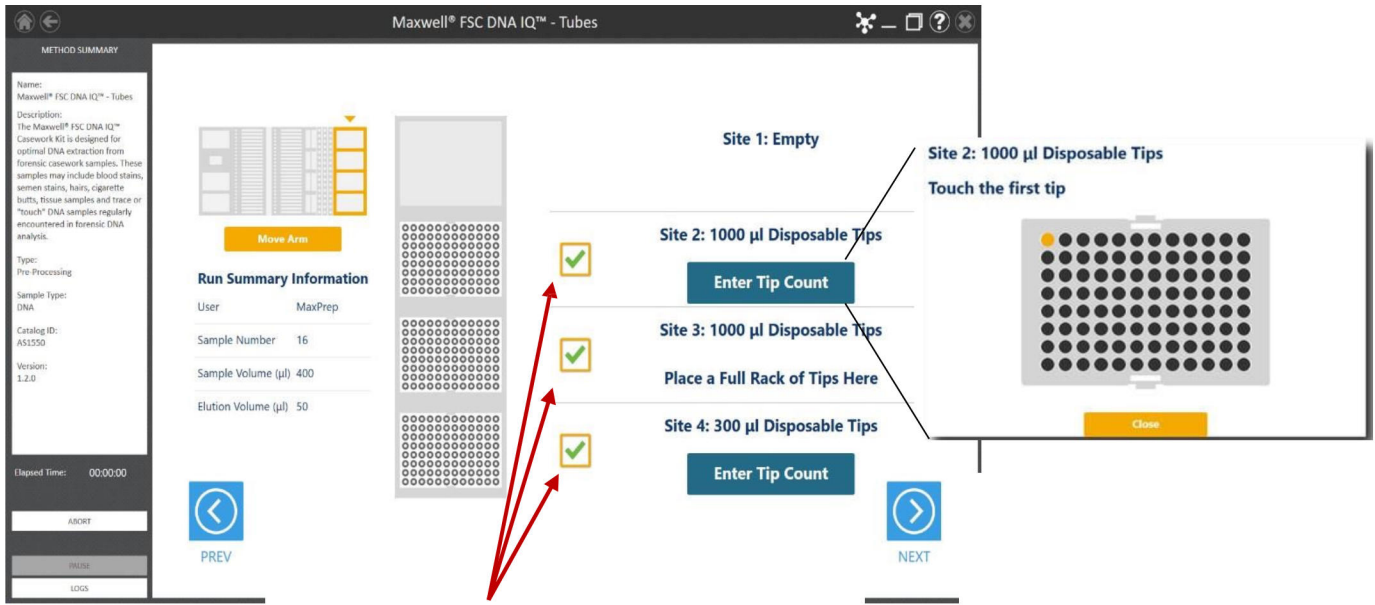 Maxwell® FSC DNA IQ™ - Tubes
METHOD SUMMARY
Name:
Maxwell® FSC DNA IQ™ - Tubes
Description:
The Maxwell® FSC DNA IQ™
Casework Kit is designed for
optimal DNA extraction from
forensic casework samples. These
samples may include blood stains,
semen stains, hairs, cigarette
butts, tissue samples and trace or
"touch" DNA samples regularly
encountered in forensic DNA
analysis.
Type:
Pre-Processing
Sample Type:
DNA
Catalog ID:
AS1550
Version:
1.2.0
Elapsed Time: 00:00:00
ABORT
PAUSE
LOGS
Move Arm
Run Summary Information
User MaxPrep
Sample Number 16
Sample Volume (µl) 400
Elution Volume (µl) 50
PREV
Site 1: Empty
Site 2: 1000 µl Disposable Tips
Enter Tip Count
Site 3: 1000 µl Disposable Tips
Place a Full Rack of Tips Here
Site 4: 300 µl Disposable Tips
Enter Tip Count
NEXT
Site 2: 1000 µl Disposable Tips
Touch the first tip
Close